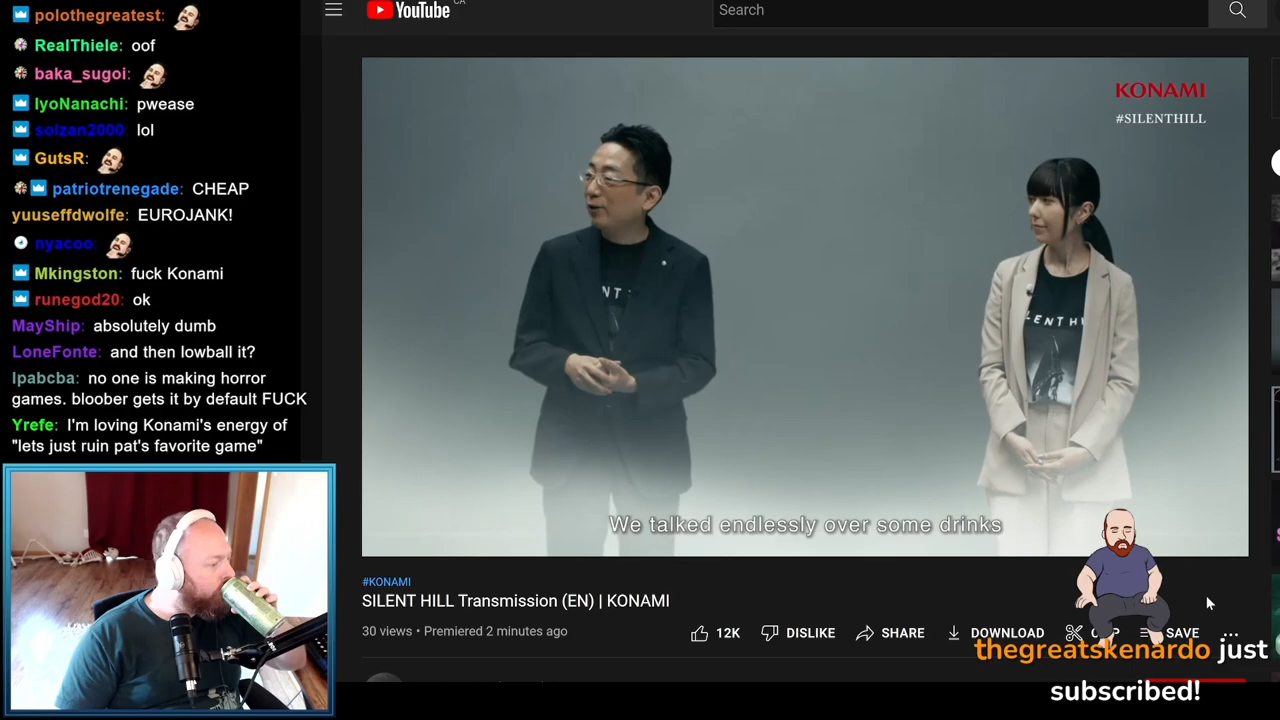 polothegreatest:
RealThiele: oof
baka_sugoi:
IyoNanachi: pwease
solzan2000: lol
GutsR:
patriotrenegade: CHEAP
yuuseffdwolfe: EUROJANK!
nyacoo:
Mkingston: fuck Konami
runegod20: ok
MayShip: absolutely dumb
LoneFonte: and then lowball it?
lpabcba: no one is making horror
games. bloober gets it by default FUCK
Yrefe: I'm loving Konami's energy of
"lets just ruin pat's favorite game"
YouTube CA
Search
KONAMI
#SILENTHILL
NT
LENT HI
We talked endlessly over some drinks
#KONAMI
SILENT HILL Transmission (EN) | KONAMI
30 views • Premiered 2 minutes ago
12K DISLIKE SHARE DOWNLOAD SAVE
thegreatskenardo just
subscribed!